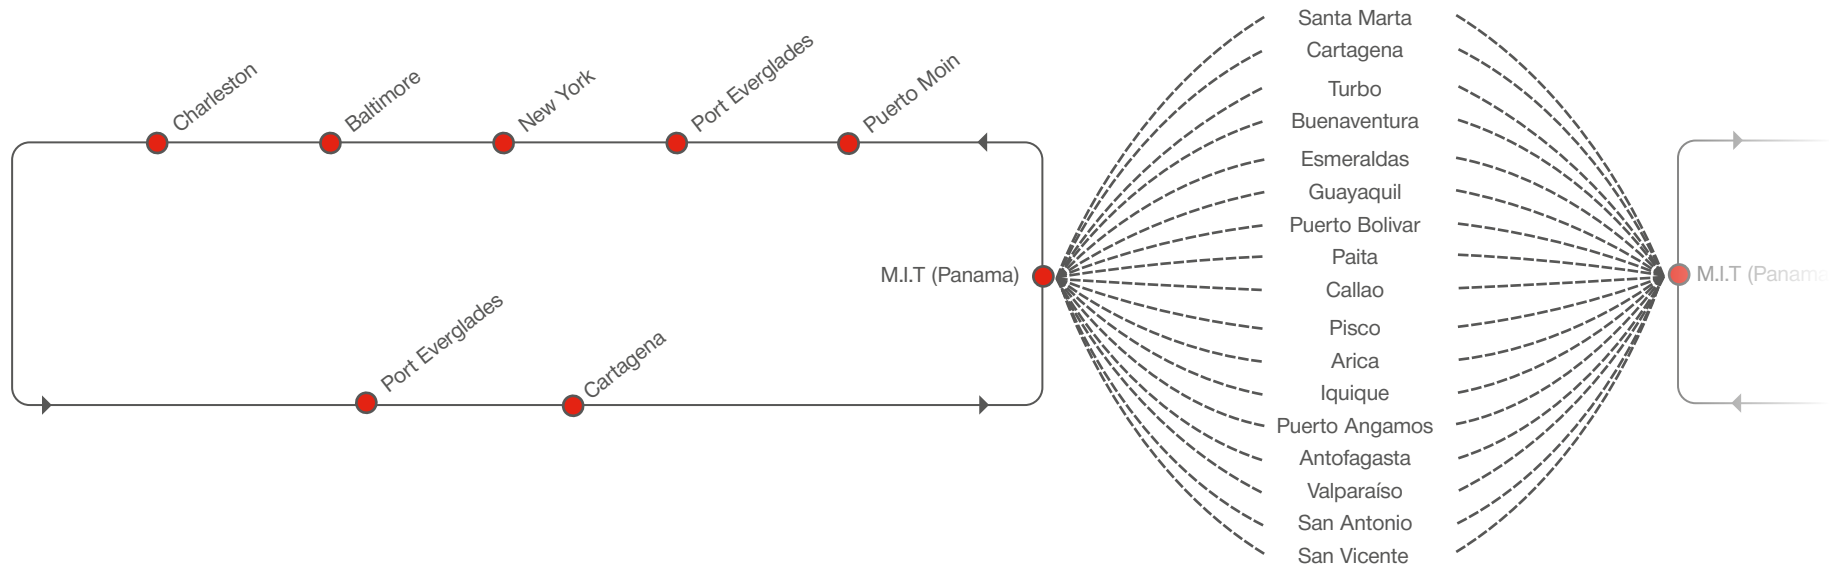 Charleston
Baltimore
New York
Port Everglades
Puerto Moin
M.I.T (Panama)
Port Everglades
Cartagena
Santa Marta
Cartagena
Turbo
Buenaventura
Esmeraldas
Guayaquil
Puerto Bolivar
Paita
Callao
Pisco
Arica
Iquique
Puerto Angamos
Antofagasta
Valparaíso
San Antonio
San Vicente
M.I.T (Panama